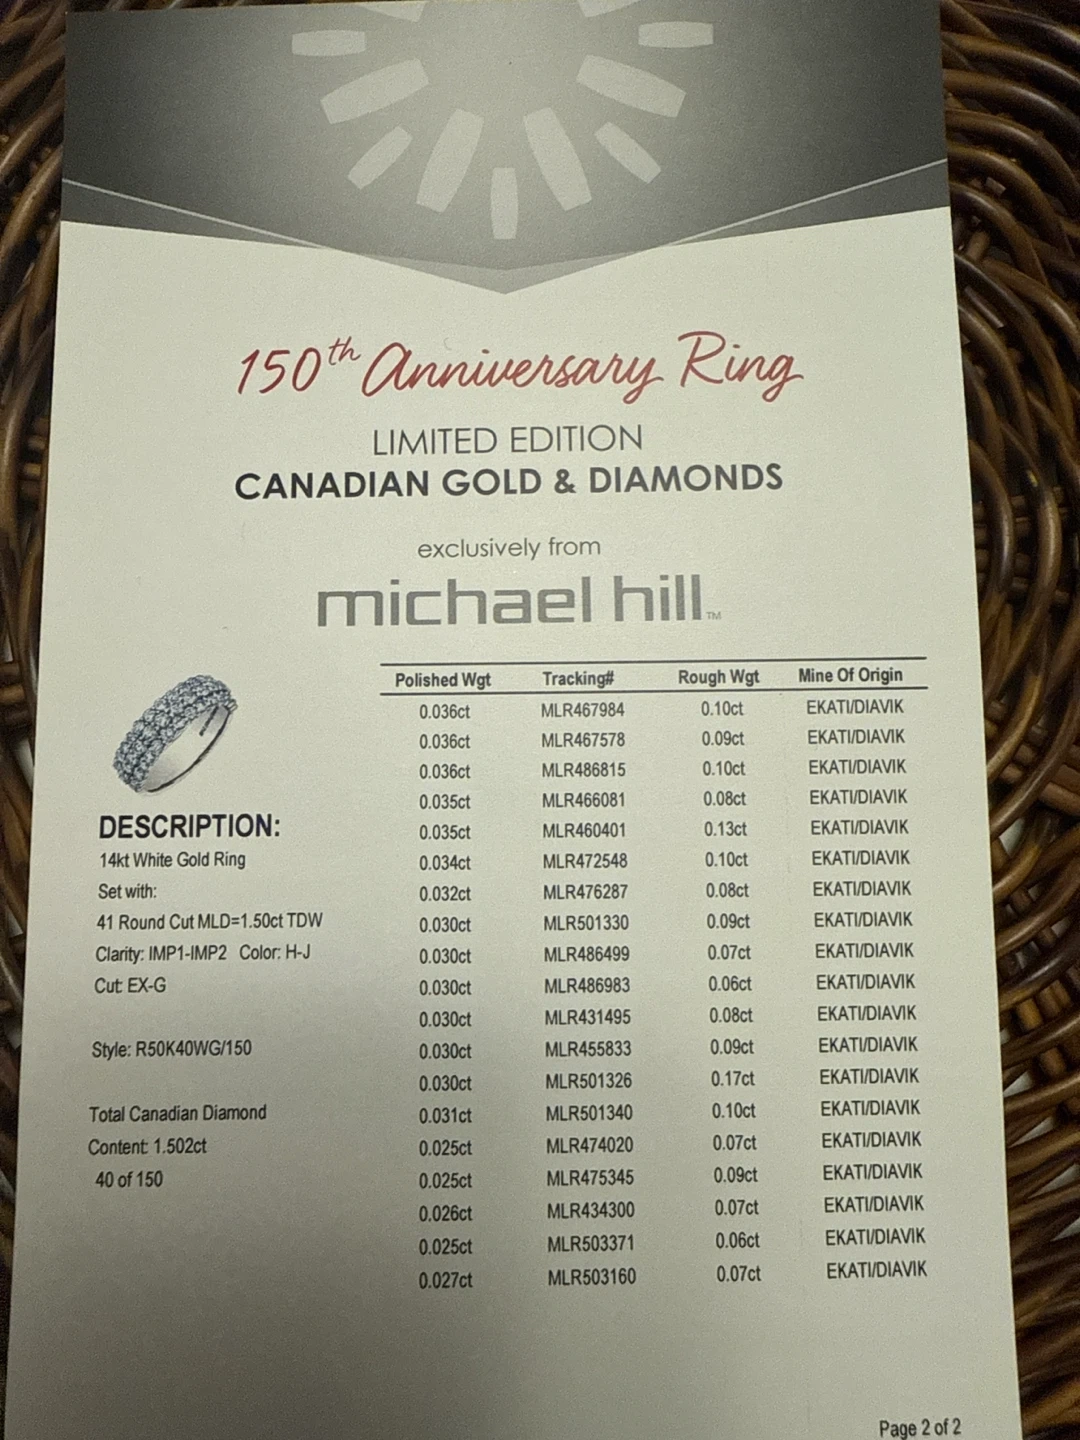 150th Anniversary Ring
LIMITED EDITION
CANADIAN GOLD & DIAMONDS
exclusively from
michael hill™
DESCRIPTION:
14kt White Gold Ring
Set with:
41 Round Cut MLD=1.50ct TDW
Clarity: IMP1-IMP2 Color: H-J
Cut: EX-G
Style: R50K40WG/150
Total Canadian Diamond
Content: 1.502ct
40 of 150
Polished Wgt Tracking# Rough Wgt Mine Of Origin
0.036ct MLR467984 0.10ct EKATI/DIAVIK
0.036ct MLR467578 0.09ct EKATI/DIAVIK
0.036ct MLR486815 0.10ct EKATI/DIAVIK
0.035ct MLR466081 0.08ct EKATI/DIAVIK
0.035ct MLR460401 0.13ct EKATI/DIAVIK
0.034ct MLR472548 0.10ct EKATI/DIAVIK
0.032ct MLR476287 0.08ct EKATI/DIAVIK
0.030ct MLR501330 0.09ct EKATI/DIAVIK
0.030ct MLR486499 0.07ct EKATI/DIAVIK
0.030ct MLR486983 0.06ct EKATI/DIAVIK
0.030ct MLR431495 0.08ct EKATI/DIAVIK
0.030ct MLR455833 0.09ct EKATI/DIAVIK
0.030ct MLR501326 0.17ct EKATI/DIAVIK
0.031ct MLR501340 0.10ct EKATI/DIAVIK
0.025ct MLR474020 0.07ct EKATI/DIAVIK
0.025ct MLR475345 0.09ct EKATI/DIAVIK
0.026ct MLR434300 0.07ct EKATI/DIAVIK
0.025ct MLR503371 0.06ct EKATI/DIAVIK
0.027ct MLR503160 0.07ct EKATI/DIAVIK
Page 2 of 2